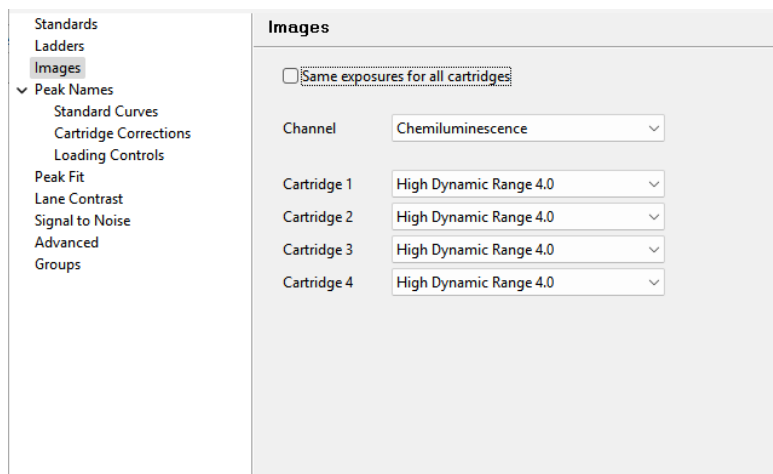 Standards
Ladders
Images
Peak Names
Standard Curves
Cartridge Corrections
Loading Controls
Peak Fit
Lane Contrast
Signal to Noise
Advanced
Groups
Images
Same exposures for all cartridges
Channel Chemiluminescence
Cartridge 1 High Dynamic Range 4.0
Cartridge 2 High Dynamic Range 4.0
Cartridge 3 High Dynamic Range 4.0
Cartridge 4 High Dynamic Range 4.0